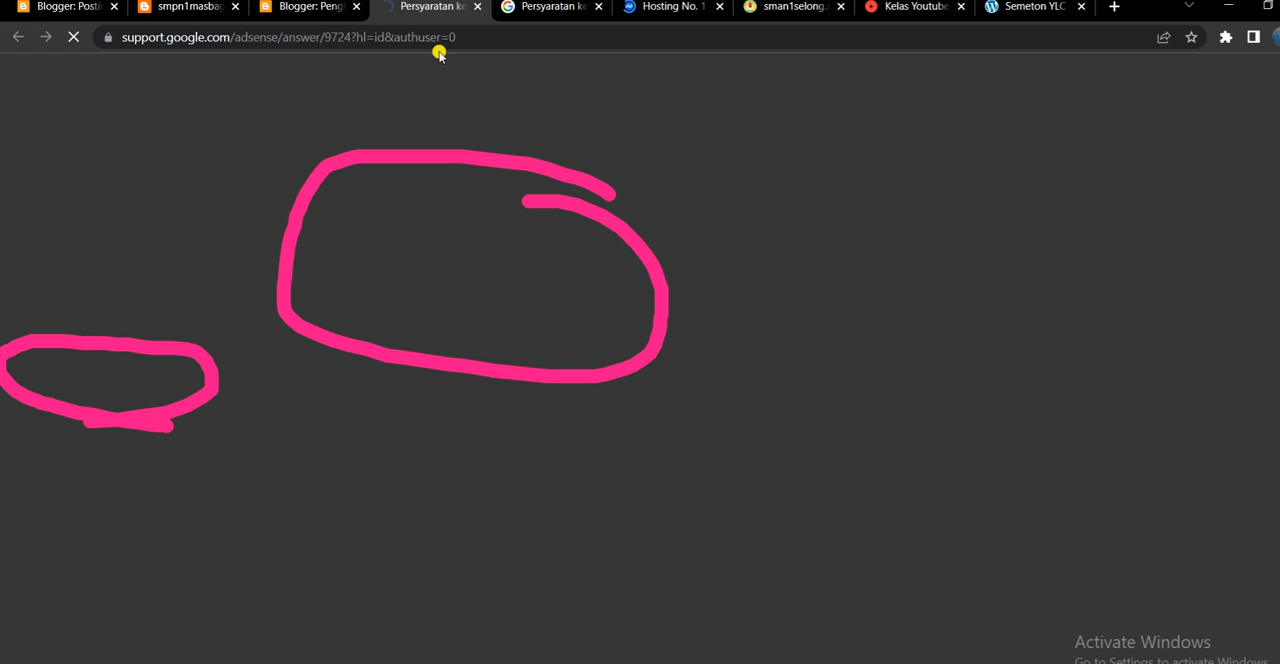 Blogger: Postin
smpn1masbag
Blogger: Peng
Persyaratan ke
Persyaratan ke
Hosting No. 1
sman1selong.s
Kelas Youtube
Semeton YLC
support.google.com/adsense/answer/9724?hl=id&authuser=0
Activate Windows
Go to Settings to activate Windows.